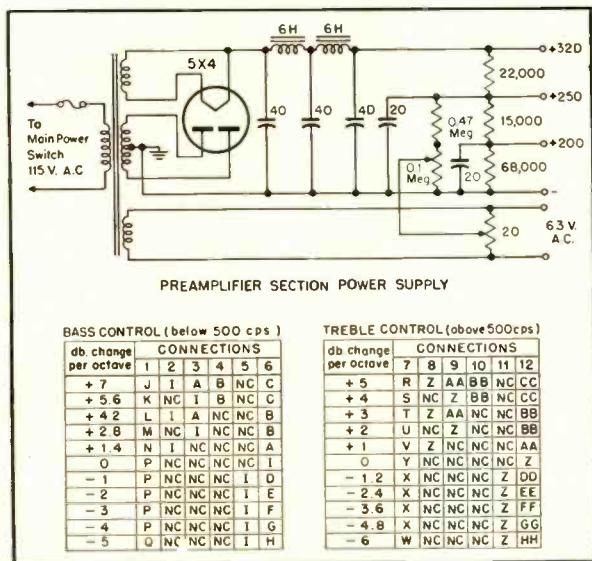 6H 6H
+32D
5X4
22,000
+250
40 40 4D 20
0.47
Meg
15,000
To
Main Power
Switch
115 V. A.C
+200
0.1
Meg
20
68,000
-
20
6.3 V.
A.C.
PREAMPLIFIER SECTION POWER SUPPLY
BASS CONTROL (below 500 cps)
db. change per octave CONNECTIONS
1 2 3 4 5 6
+ 7 J I A B NC C
+ 5.6 K NC I B NC C
+ 4.2 L I A NC NC B
+ 2.8 M NC I NC NC B
+ 1.4 N I NC NC NC A
0 P NC NC NC NC I
- 1 P NC NC NC I D
- 2 P NC NC NC I E
- 3 P NC NC NC I F
- 4 P NC NC NC I G
- 5 Q NC NC NC I H
TREBLE CONTROL (above 500cps)
db. change per octave CONNECTIONS
7 8 9 10 11 12
+ 5 R Z AA BB NC CC
+ 4 S NC Z BB NC CC
+ 3 T Z AA NC NC BB
+ 2 U NC Z NC NC BB
+ 1 V Z NC NC NC AA
0 Y NC NC NC NC Z
- 1.2 X NC NC NC Z DD
- 2.4 X NC NC NC Z EE
- 3.6 X NC NC NC Z FF
- 4.8 X NC NC NC Z GG
- 6 W NC NC NC Z HH